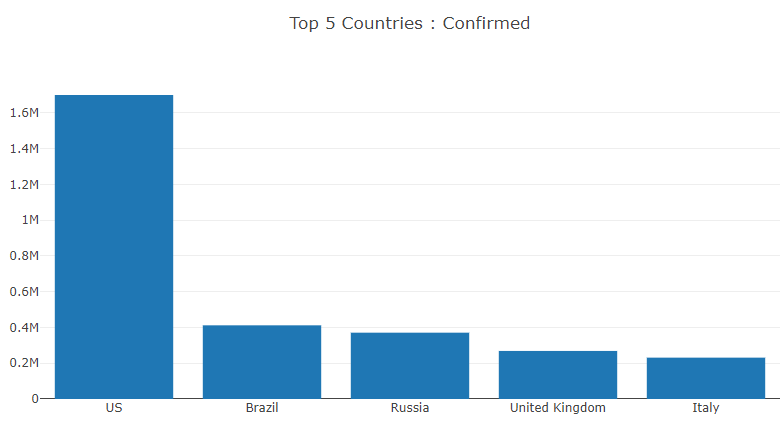 Top 5 Countries : Confirmed
1.6M
1.4M
1.2M
1M
0.8M
0.6M
0.4M
0.2M
0
US Brazil Russia United Kingdom Italy